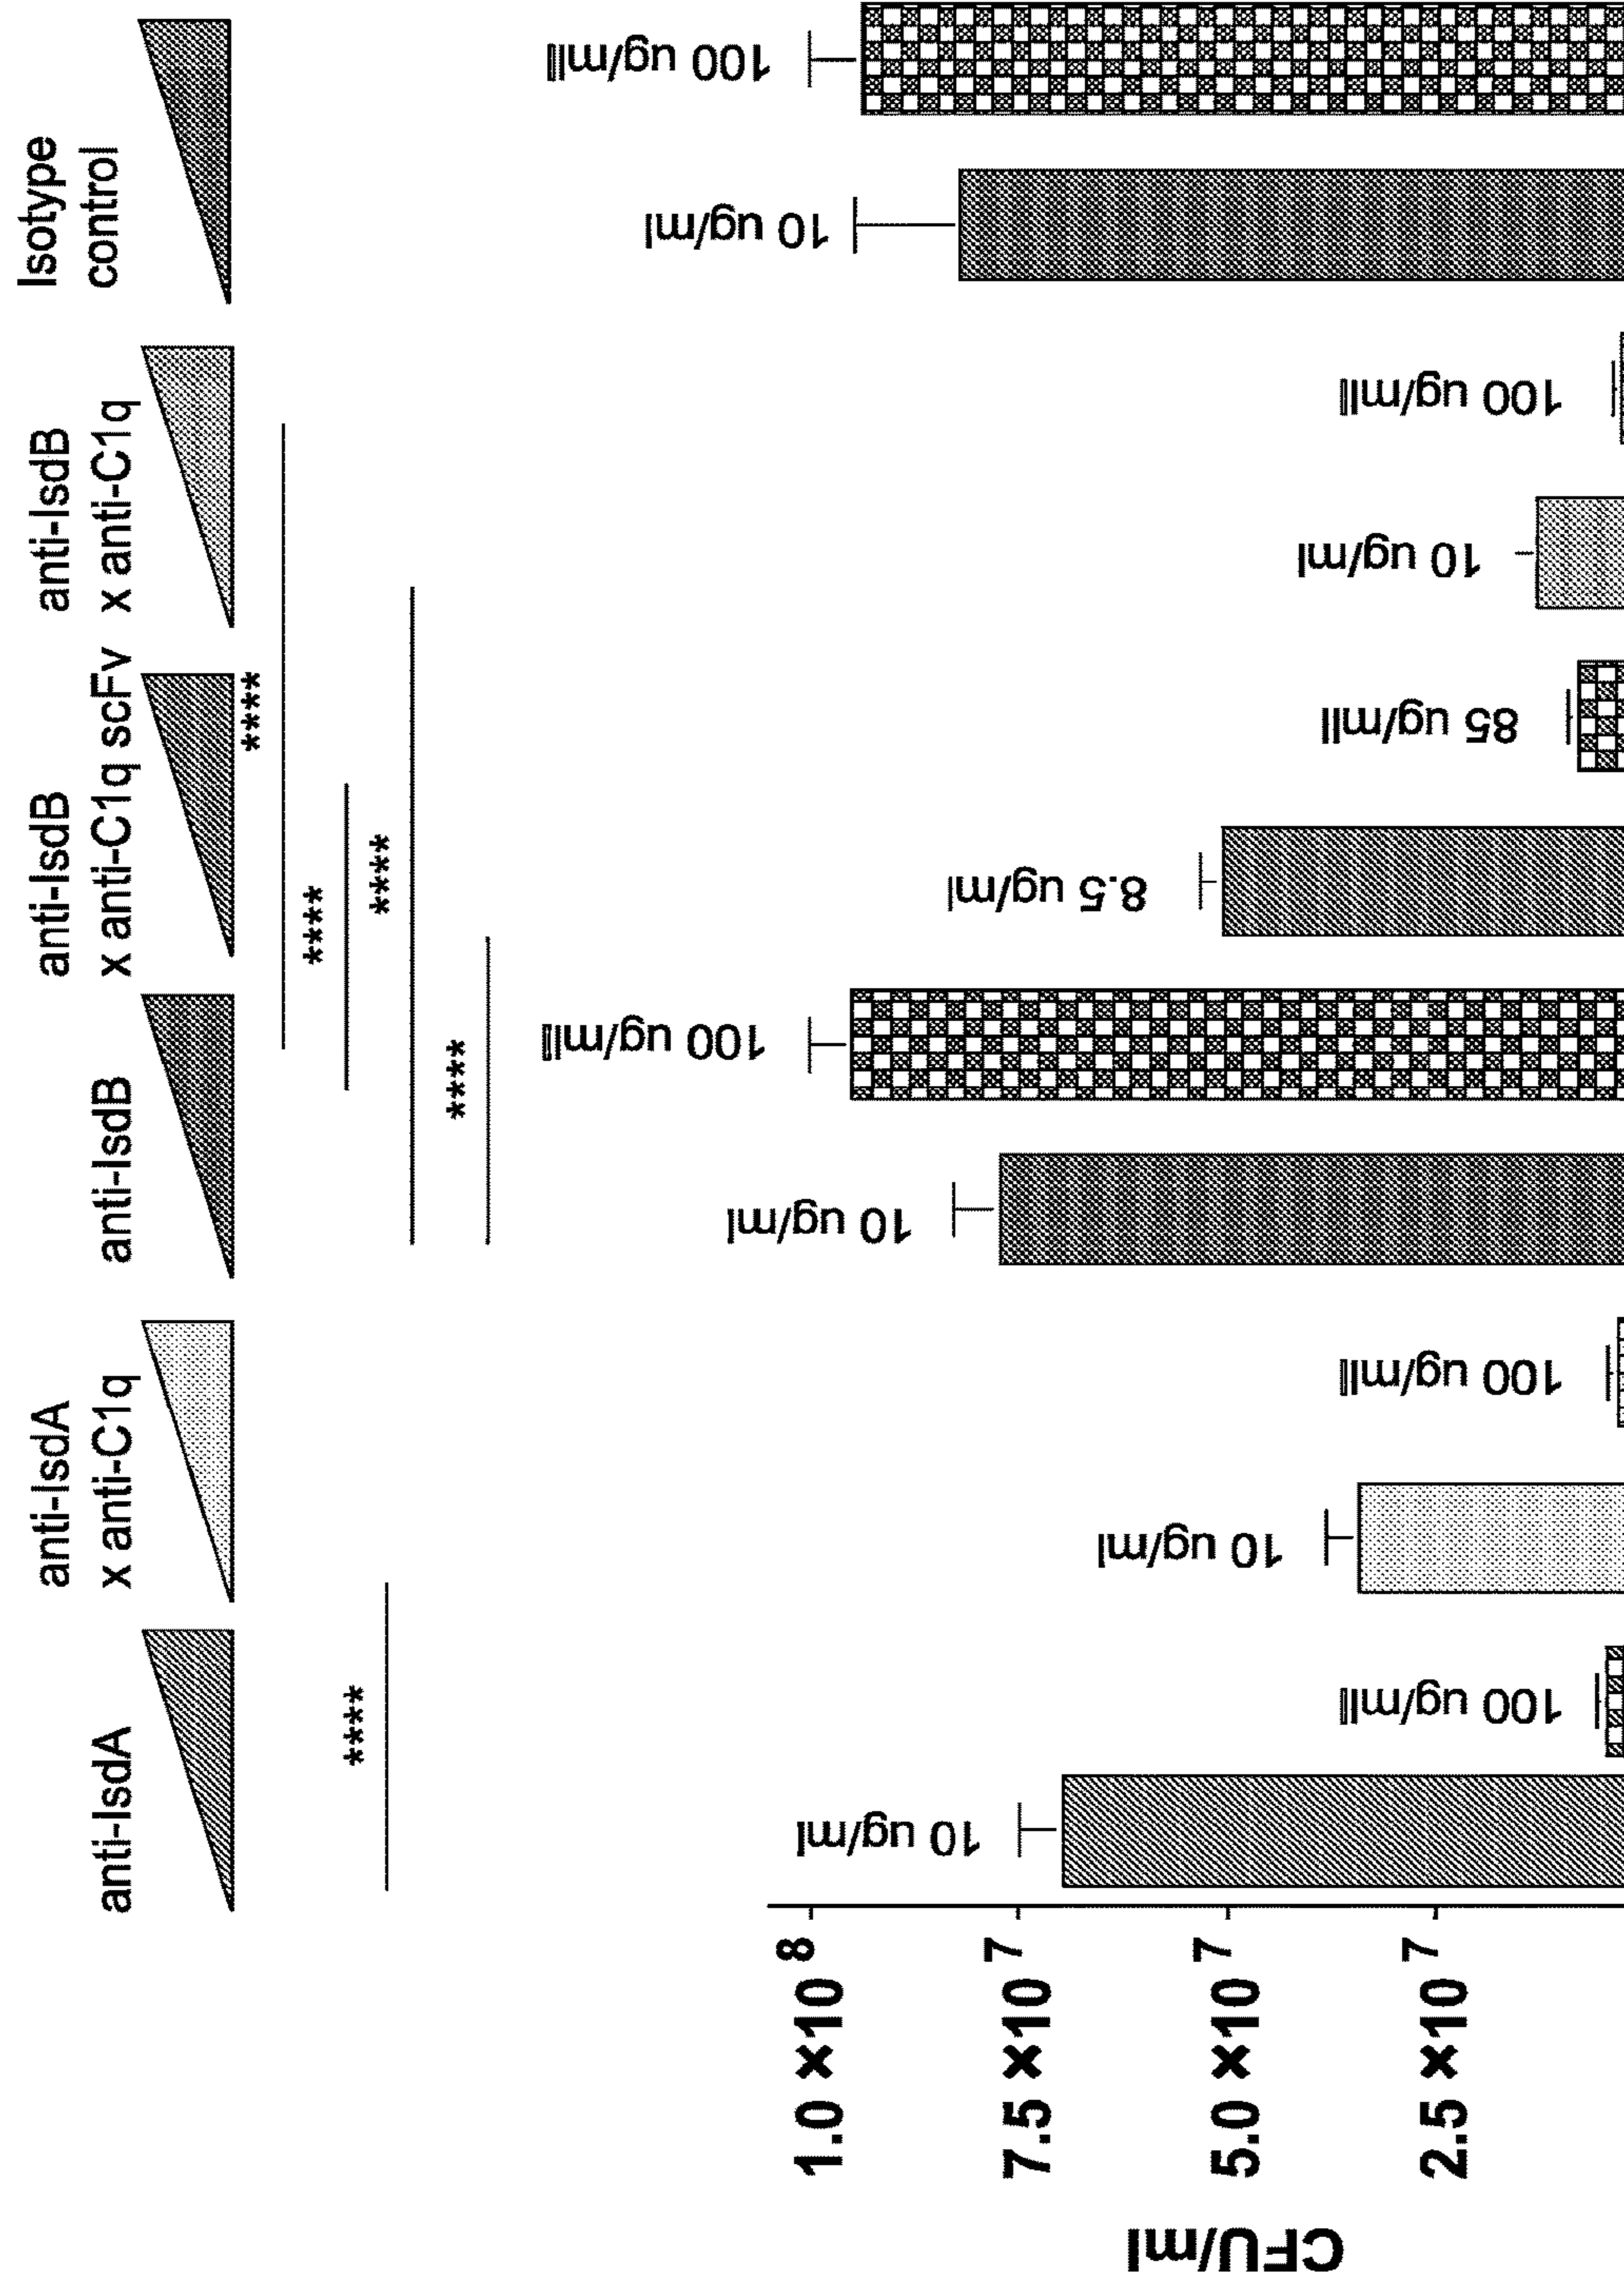 anti-IsdA
anti-IsdA
x anti-C1q
anti-IsdB
anti-IsdB
x anti-C1q scFv
anti-IsdB
x anti-C1q
Isotype
control
****
****
****
****
****
CFU/ml
1.0 ×10 8
7.5 ×10 7
5.0 ×10 7
2.5 ×10 7
10 ug/ml
100 ug/ml
10 ug/ml
100 ug/ml
10 ug/ml
100 ug/ml
8.5 ug/ml
85 ug/ml
10 ug/ml
100 ug/ml
10 ug/ml
100 ug/ml